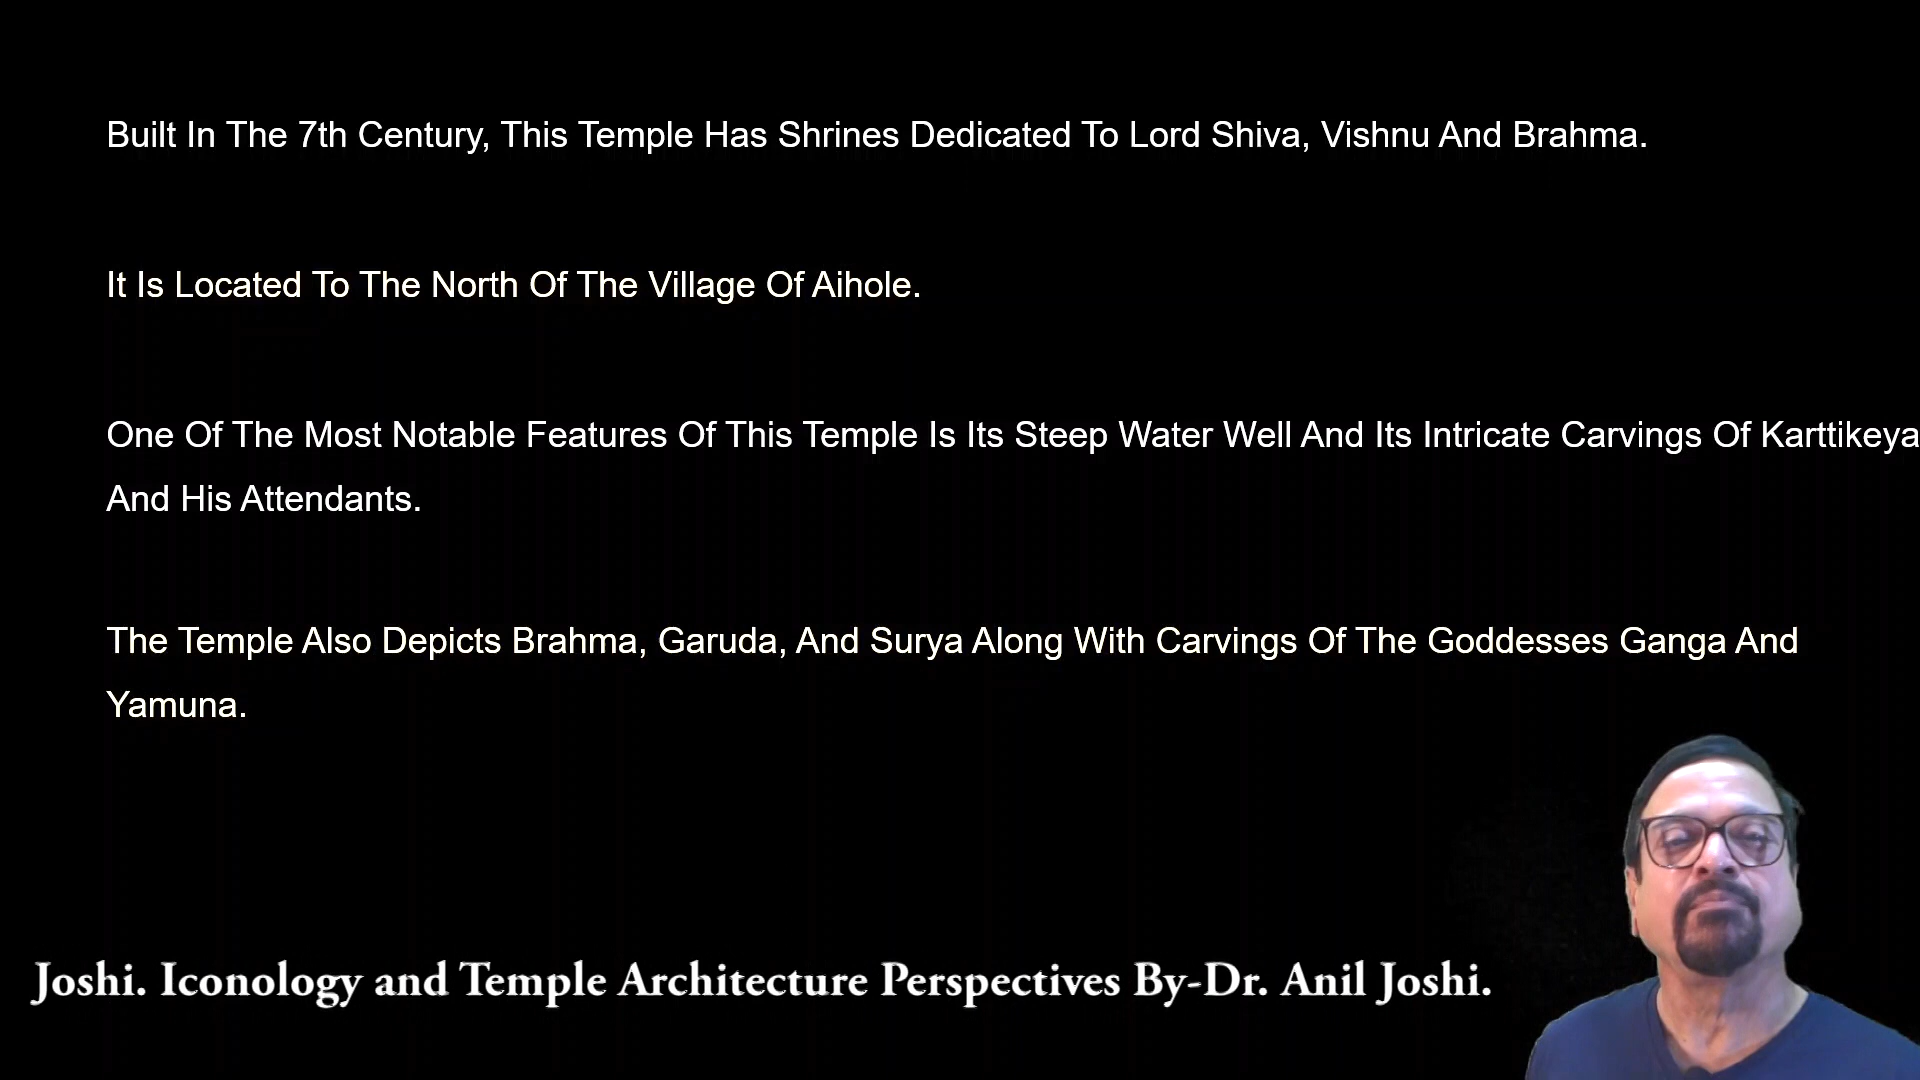 Built In The 7th Century, This Temple Has Shrines Dedicated To Lord Shiva, Vishnu And Brahma.
It Is Located To The North Of The Village Of Aihole.
One Of The Most Notable Features Of This Temple Is Its Steep Water Well And Its Intricate Carvings Of Karttikeya
And His Attendants.
The Temple Also Depicts Brahma, Garuda, And Surya Along With Carvings Of The Goddesses Ganga And
Yamuna.
Joshi. Iconology and Temple Architecture Perspectives By-Dr. Anil Joshi.